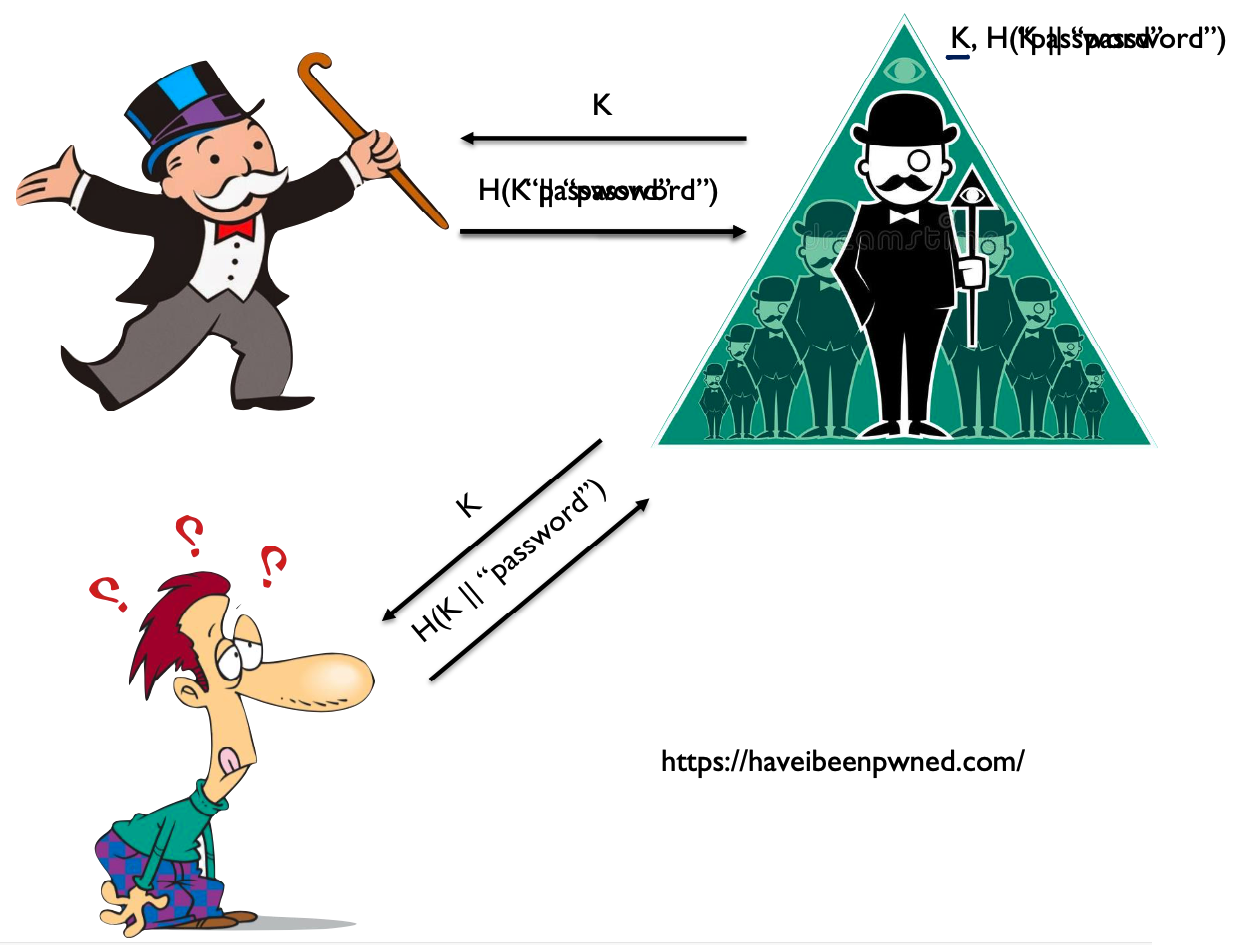 K, H(K || “password”)
K
H(K || “password”)
K
H(K || “password”)
https://haveibeenpwned.com/